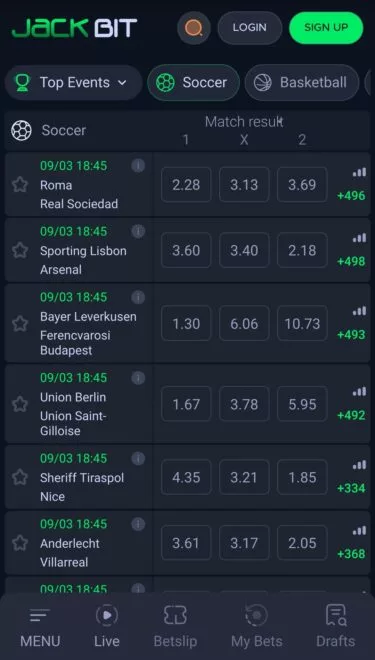 JACKBIT
LOGIN
SIGN UP
Top Events
Soccer
Basketball
Soccer
Match result
1 X 2
09/03 18:45
Roma
Real Sociedad
2.28 3.13 3.69
+496
09/03 18:45
Sporting Lisbon
Arsenal
3.60 3.40 2.18
+498
09/03 18:45
Bayer Leverkusen
Ferencvarosi
Budapest
1.30 6.06 10.73
+493
09/03 18:45
Union Berlin
Union Saint-
Gilloise
1.67 3.78 5.95
+492
09/03 18:45
Sheriff Tiraspol
Nice
4.35 3.21 1.85
+334
09/03 18:45
Anderlecht
Villarreal
3.61 3.17 2.05
+368
09/03 18:45
MENU
Live
Betslip
My Bets
Drafts